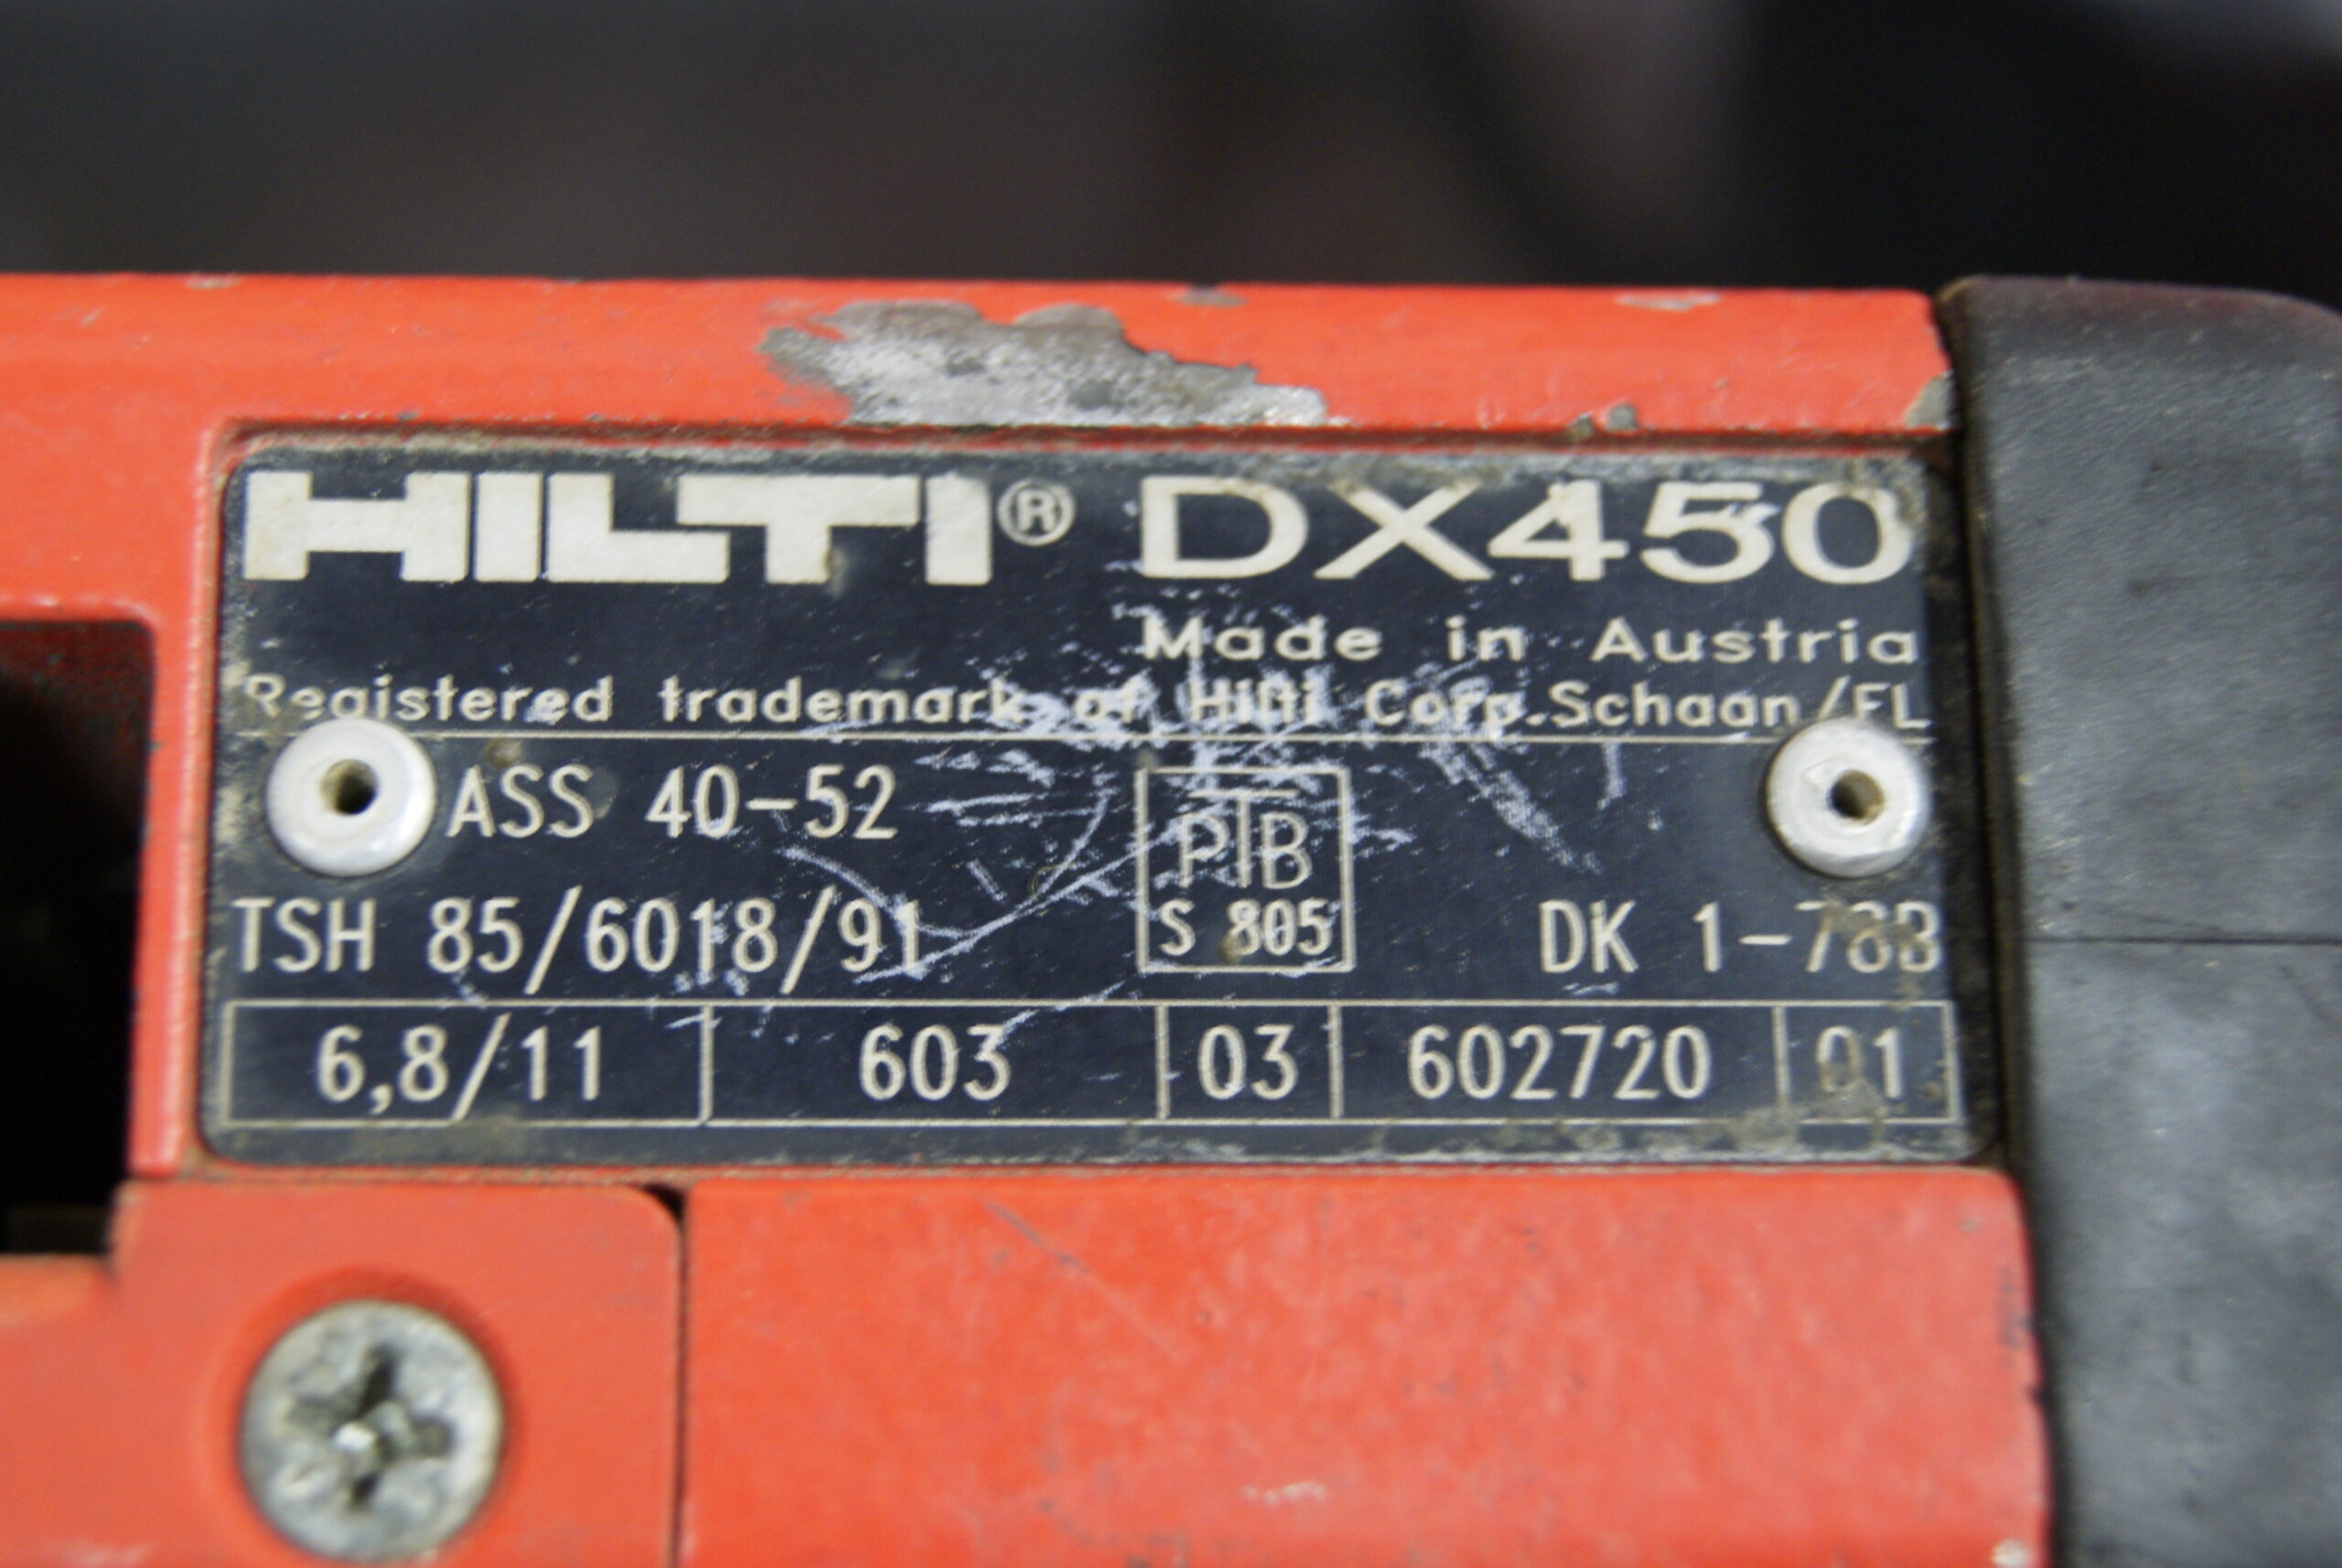 HILTI® DX450
Made in Austria
Registered trademark of Hilti Corp.Schaan/FL
ASS 40-52
PTB
TSH 85/6018/91 S 805 DK 1-78B
6,8/11 603 03 602720 01